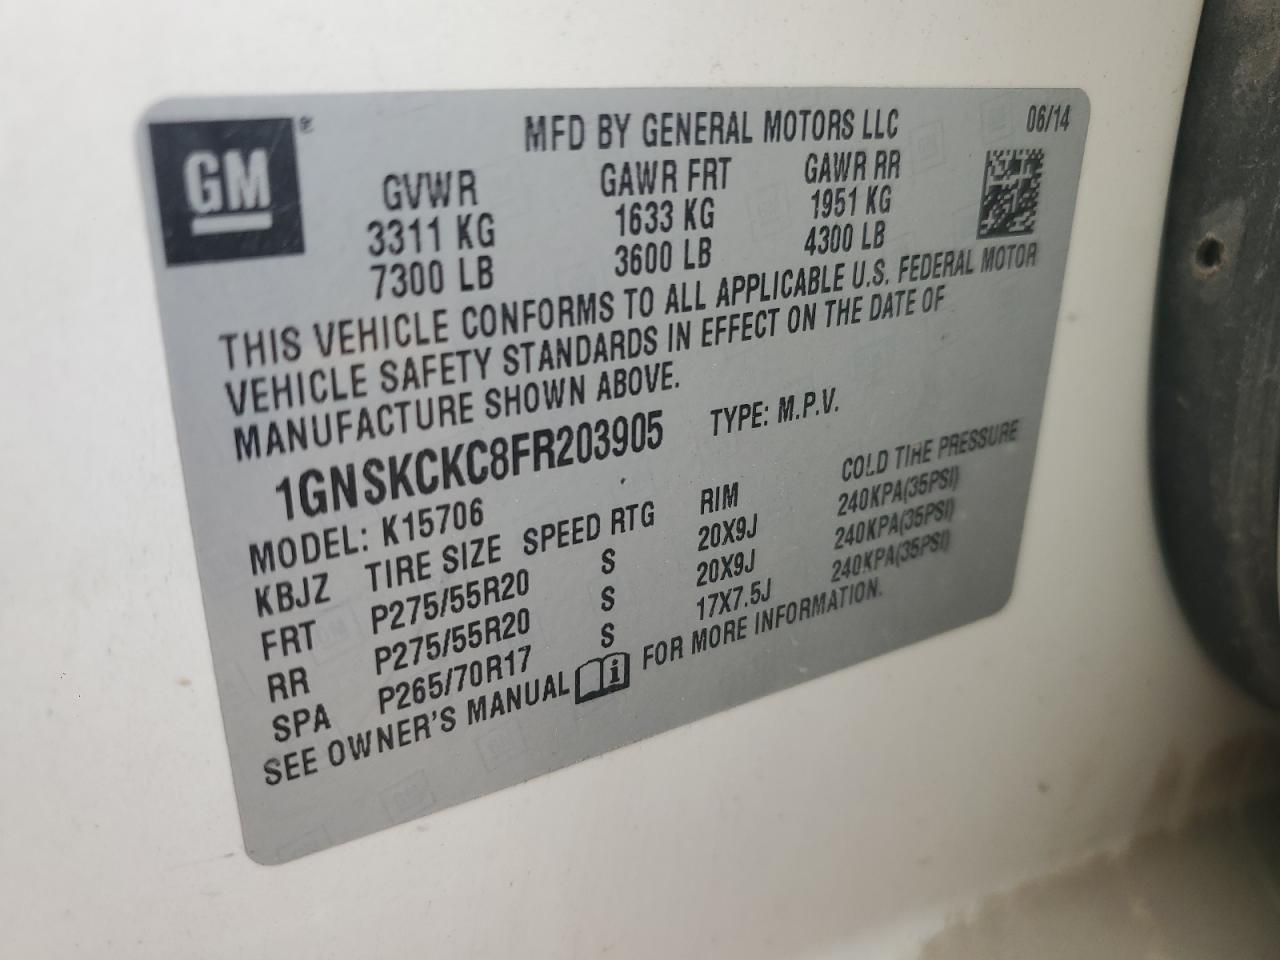 GM
MFD BY GENERAL MOTORS LLC 06/14
GVWR GAWR FRT GAWR RR
3311 KG 1633 KG 1951 KG
7300 LB 3600 LB 4300 LB
THIS VEHICLE CONFORMS TO ALL APPLICABLE U.S. FEDERAL MOTOR
VEHICLE SAFETY STANDARDS IN EFFECT ON THE DATE OF
MANUFACTURE SHOWN ABOVE.
1GNSKCKC8FR203905 TYPE: M.P.V.
MODEL: K15706
KBJZ TIRE SIZE SPEED RTG RIM COLD TIRE PRESSURE
FRT P275/55R20 S 20X9J 240KPA(35PSI)
RR P275/55R20 S 20X9J 240KPA(35PSI)
SPA P265/70R17 S 17X7.5J 240KPA(35PSI)
SEE OWNER'S MANUAL i FOR MORE INFORMATION.